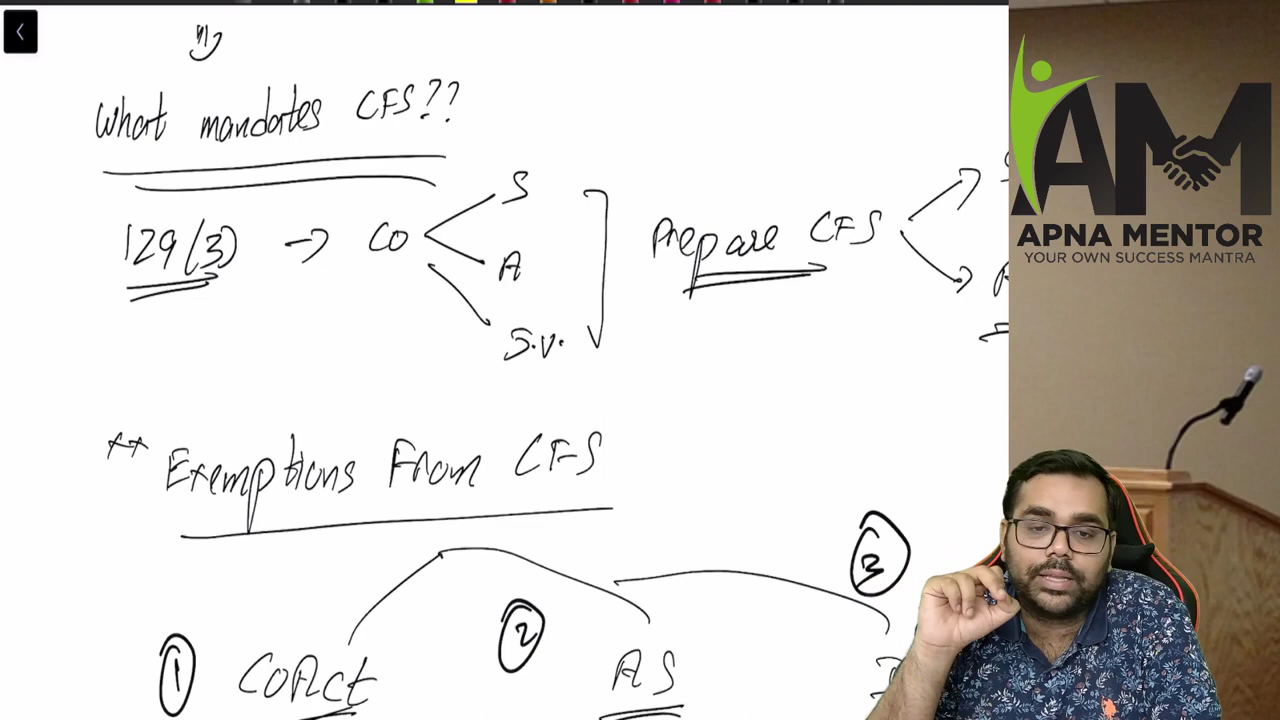 What mandates CFS??
129(3) → CO
S
A
S.V.
Prepare CFS
** Exemptions From CFS
① CoAct
② AS
③
AM
APNA MENTOR
YOUR OWN SUCCESS MANTRA